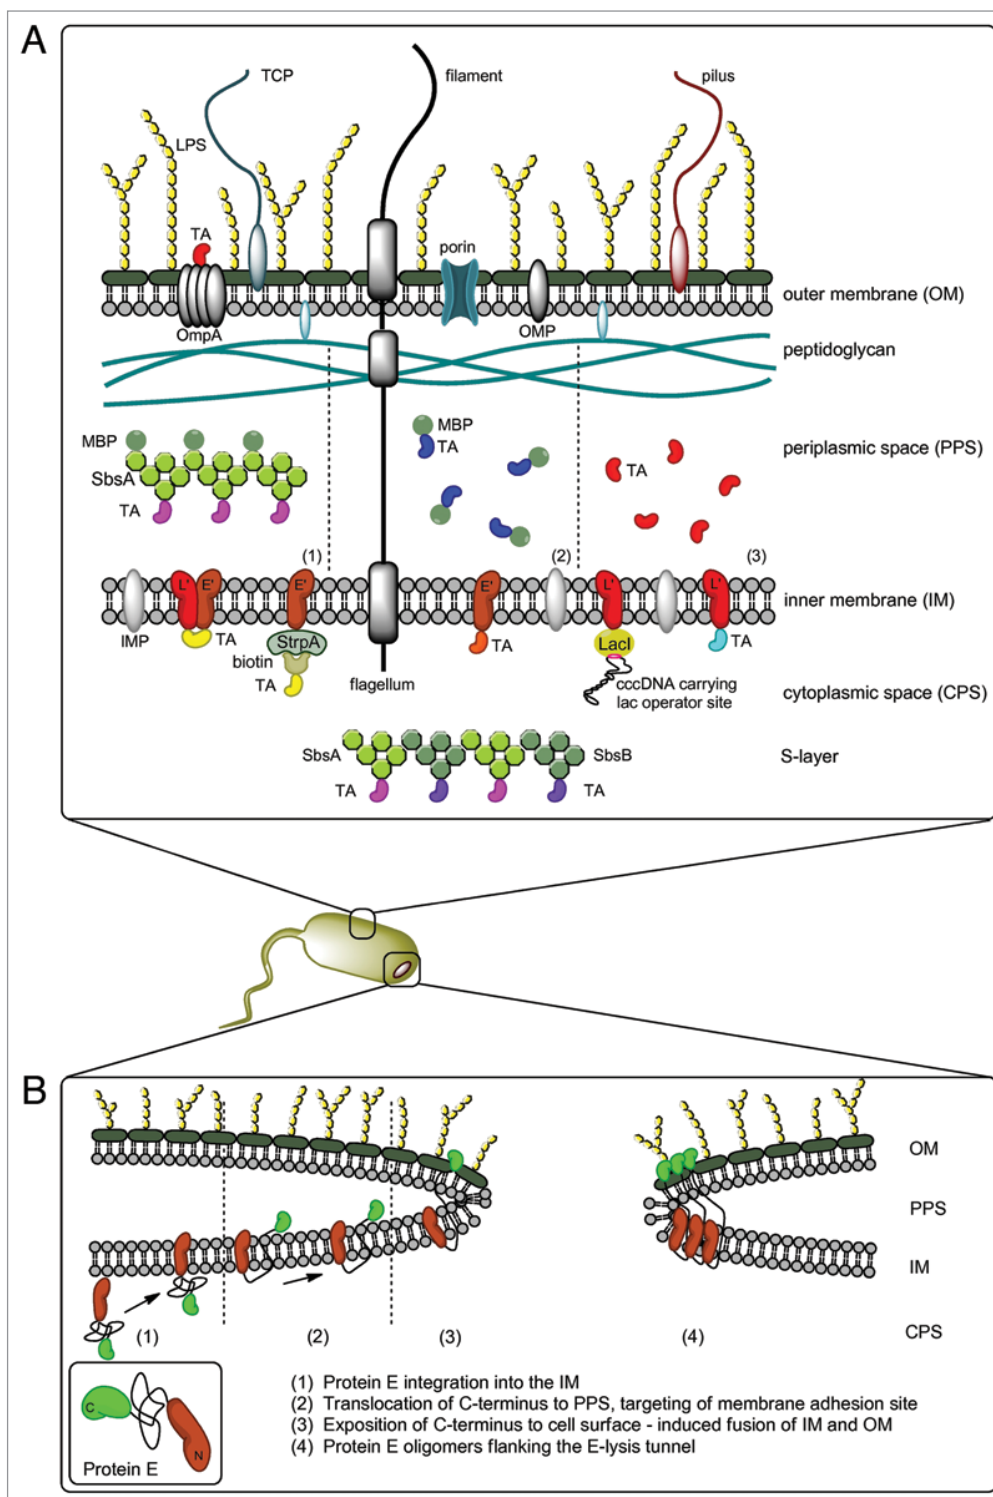 A
TCP
filament
pilus
LPS
TA
porin
outer membrane (OM)
OmpA
OMP
peptidoglycan
MBP
MBP
TA
periplasmic space (PPS)
SbsA
TA
TA
(1)
(2)
(3)
L'
E'
E'
E'
L'
L'
inner membrane (IM)
IMP
TA
StrpA
TA
LacI
TA
biotin
TA
flagellum
cccDNA carrying
lac operator site
cytoplasmic space (CPS)
SbsA
SbsB
S-layer
TA
TA
B
OM
PPS
IM
CPS
(1)
(2)
(3)
(4)
C
N
Protein E
(1) Protein E integration into the IM
(2) Translocation of C-terminus to PPS, targeting of membrane adhesion site
(3) Exposition of C-terminus to cell surface - induced fusion of IM and OM
(4) Protein E oligomers flanking the E-lysis tunnel